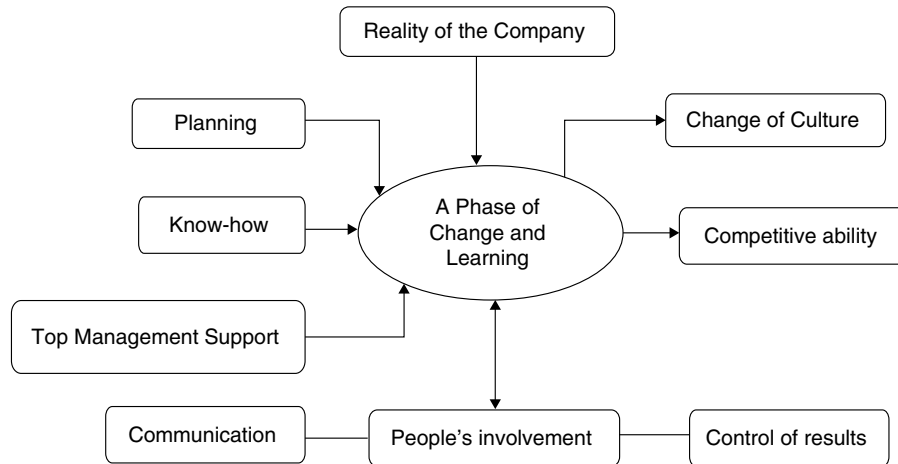 Reality of the Company
Planning
Change of Culture
Know-how
A Phase of
Change and
Learning
Competitive ability
Top Management Support
Communication
People's involvement
Control of results